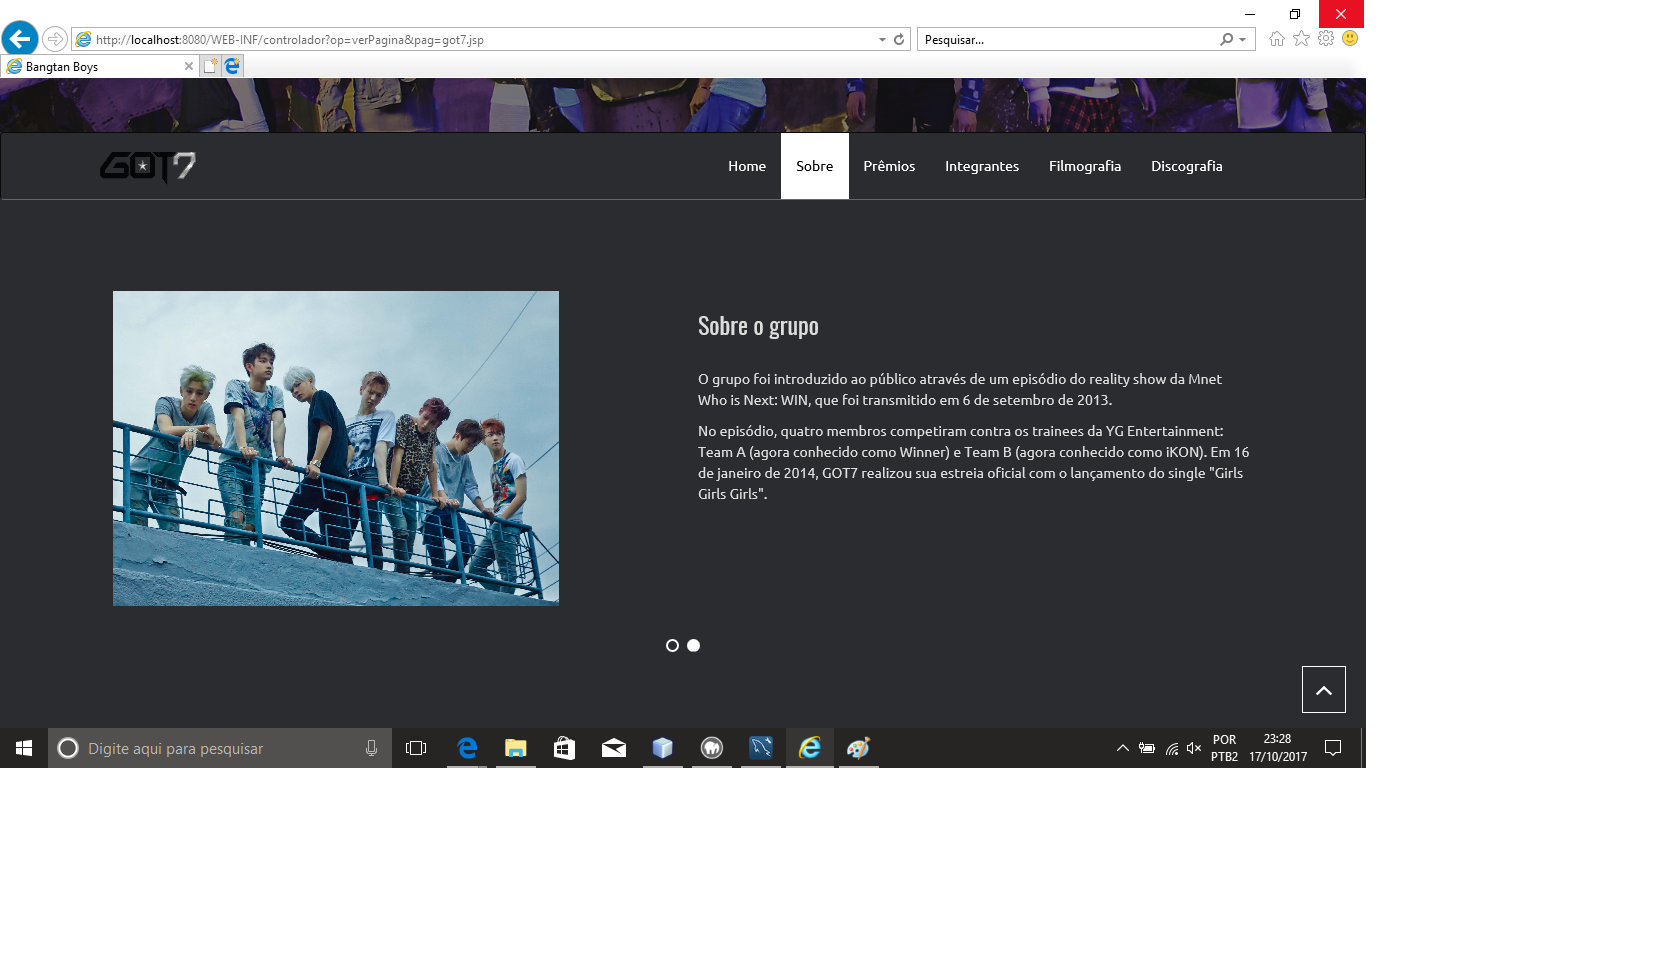 http://localhost:8080/WEB-INF/controlador?op=verPagina&pag=got7.jsp
Pesquisar...
Bangtan Boys
GOT7
Home Sobre Prêmios Integrantes Filmografia Discografia
Sobre o grupo
O grupo foi introduzido ao público através de um episódio do reality show da Mnet
Who is Next: WIN, que foi transmitido em 6 de setembro de 2013.
No episódio, quatro membros competiram contra os trainees da YG Entertainment:
Team A (agora conhecido como Winner) e Team B (agora conhecido como iKON). Em 16
de janeiro de 2014, GOT7 realizou sua estreia oficial com o lançamento do single "Girls
Girls Girls".
Digite aqui para pesquisar
POR
PTB2
23:28
17/10/2017